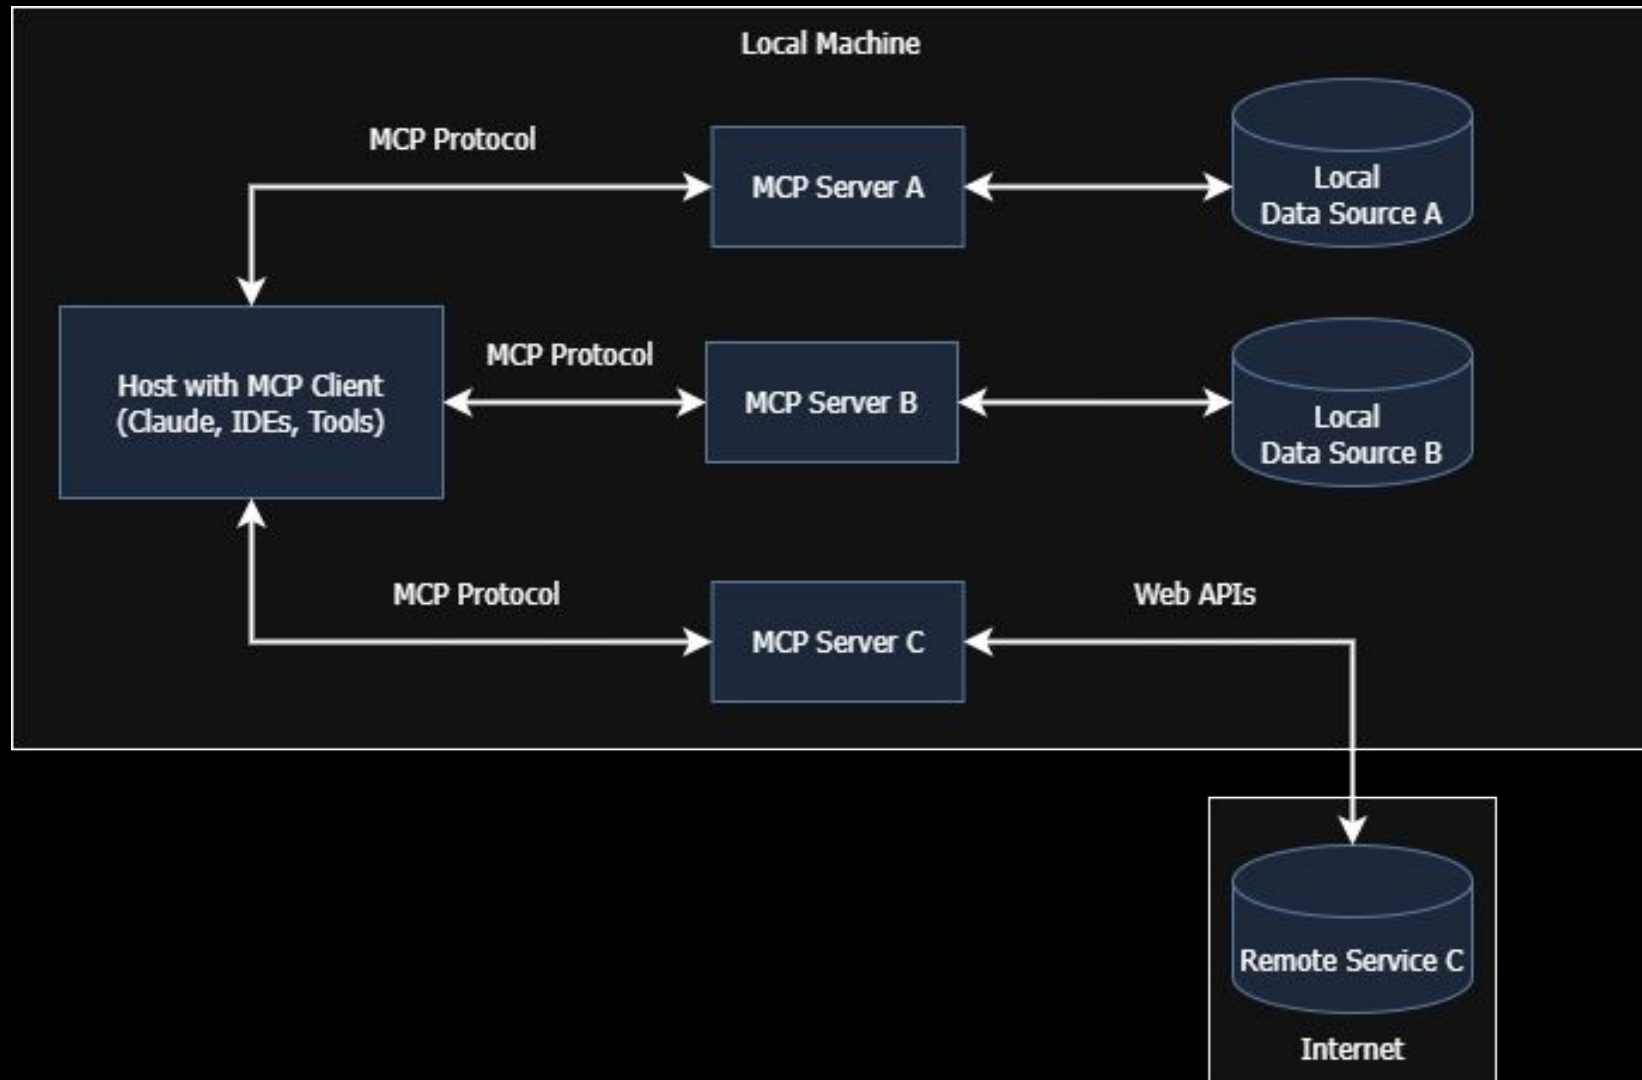 Local Machine
MCP Protocol
MCP Server A
Local
Data Source A
Host with MCP Client
(Claude, IDEs, Tools)
MCP Protocol
MCP Server B
Local
Data Source B
MCP Protocol
MCP Server C
Web APIs
Remote Service C
Internet